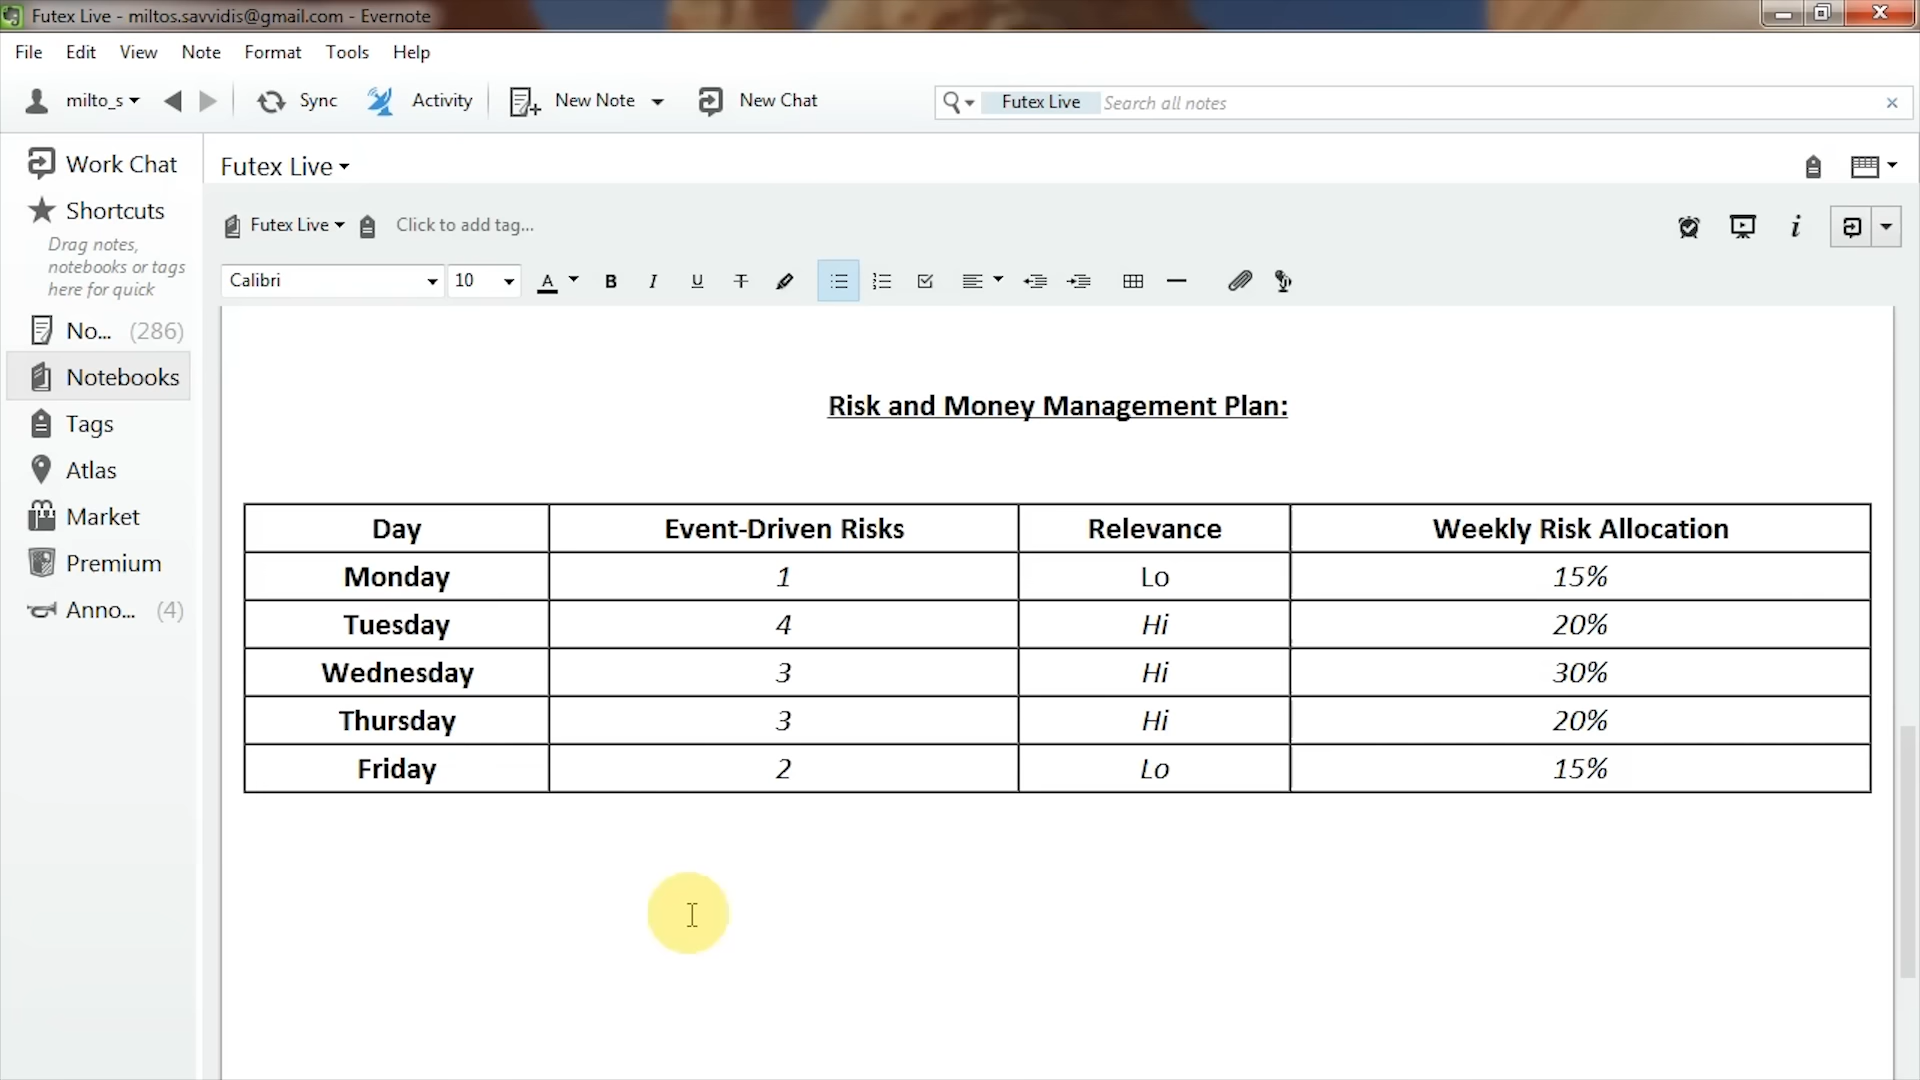 Futex Live - miltos.savvidis@gmail.com - Evernote
File Edit View Note Format Tools Help
milto_s Sync Activity New Note New Chat Futex Live Search all notes
Work Chat
Shortcuts
Drag notes,
notebooks or tags
here for quick
No... (286)
Notebooks
Tags
Atlas
Market
Premium
Anno... (4)
Futex Live
Futex Live Click to add tag...
Calibri 10 A B I U T
Risk and Money Management Plan:
Day Event-Driven Risks Relevance Weekly Risk Allocation
Monday 1 Lo 15%
Tuesday 4 Hi 20%
Wednesday 3 Hi 30%
Thursday 3 Hi 20%
Friday 2 Lo 15%